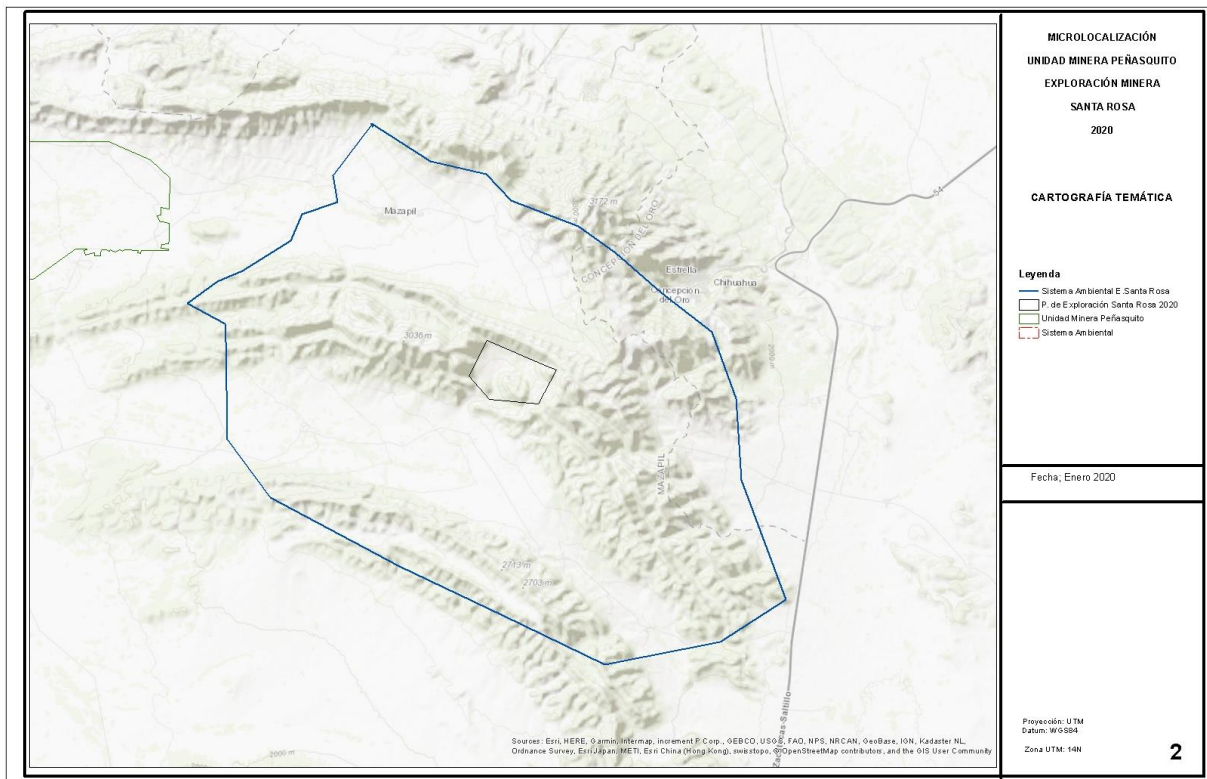 MICROLOCALIZACIÓN
UNIDAD MINERA PEÑASQUITO
EXPLORACIÓN MINERA
SANTA ROSA
2020
CARTOGRAFÍA TEMÁTICA
Leyenda
Sistema Ambiental E.Santa Rosa
P. de Exploración Santa Rosa 2020
Unidad Minera Peñasquito
Sistema Ambiental
Fecha; Enero 2020
Proyección: UTM
Datum: WGS84
Zona UTM: 14N
2
54
3172 m
Mazapil
CONCEPCIÓN DEL ORO
Estrella
Chihuahua
Concepción
del Oro
3036 m
2000 m
MAZAPIL
2713 m
2703 m
Zacatecas-Saltillo
2000 m
Sources: Esri, HERE, Garmin, Intermap, increment P Corp., GEBCO, USGS, FAO, NPS, NRCAN, GeoBase, IGN, Kadaster NL,
Ordnance Survey, Esri Japan, METI, Esri China (Hong Kong), swisstopo, © OpenStreetMap contributors, and the GIS User Community